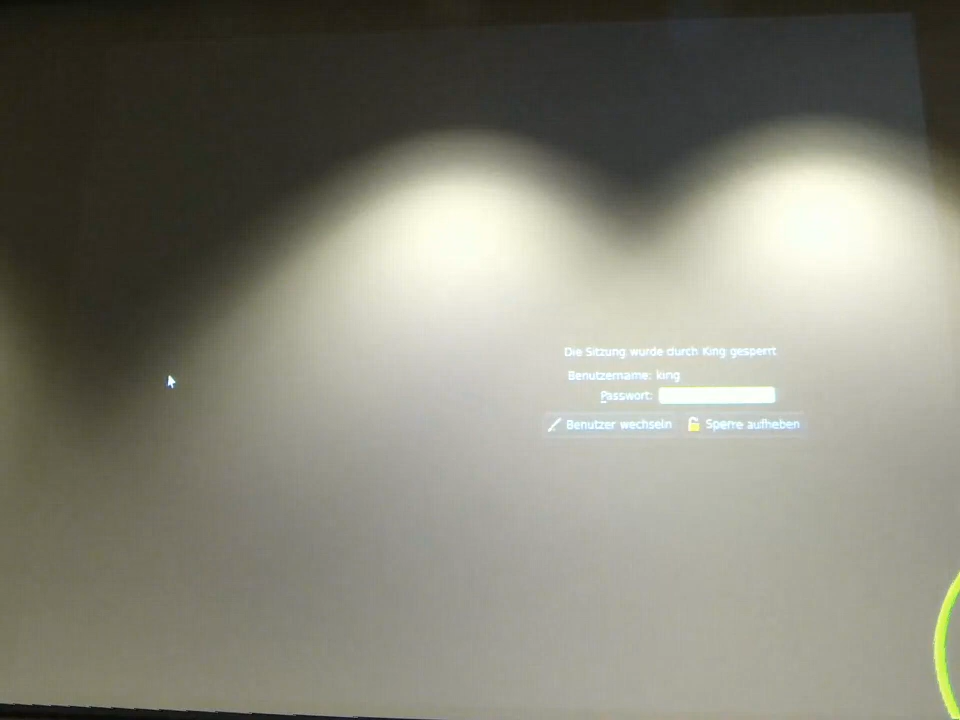 Die Sitzung wurde durch King gesperrt
Benutzername: king
Passwort:
Benutzer wechseln Sperre aufheben